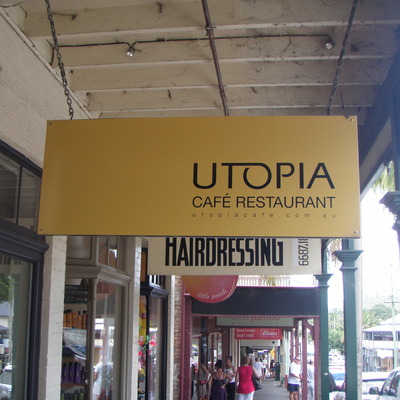 UTOPIA
CAFÉ RESTAURANT
utopiacafe.com.au
HAIRDRESSING